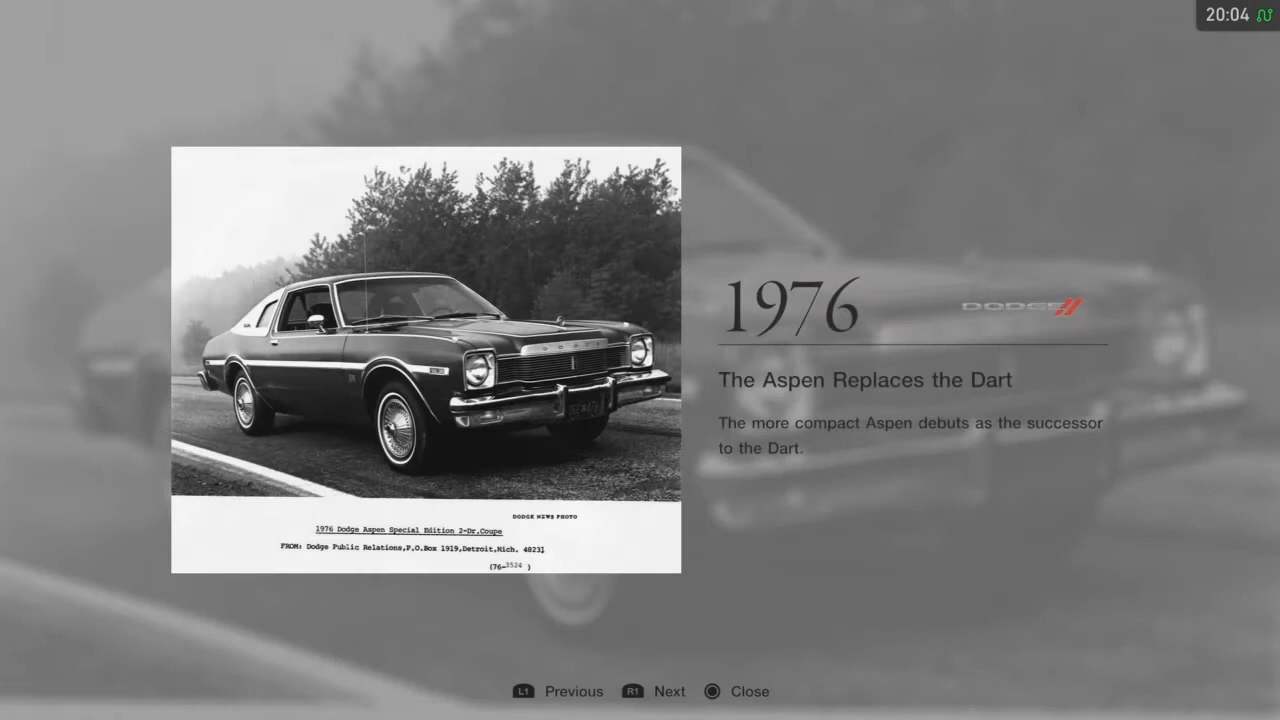 20:04
1976
DODGE
The Aspen Replaces the Dart
The more compact Aspen debuts as the successor
to the Dart.
DODGE
DODGE NEWS PHOTO
1976 Dodge Aspen Special Edition 2-Dr.Coupe
FROM: Dodge Public Relations,P.O.Box 1919,Detroit,Mich. 48231
(76-3524 )
L1 Previous R1 Next Close